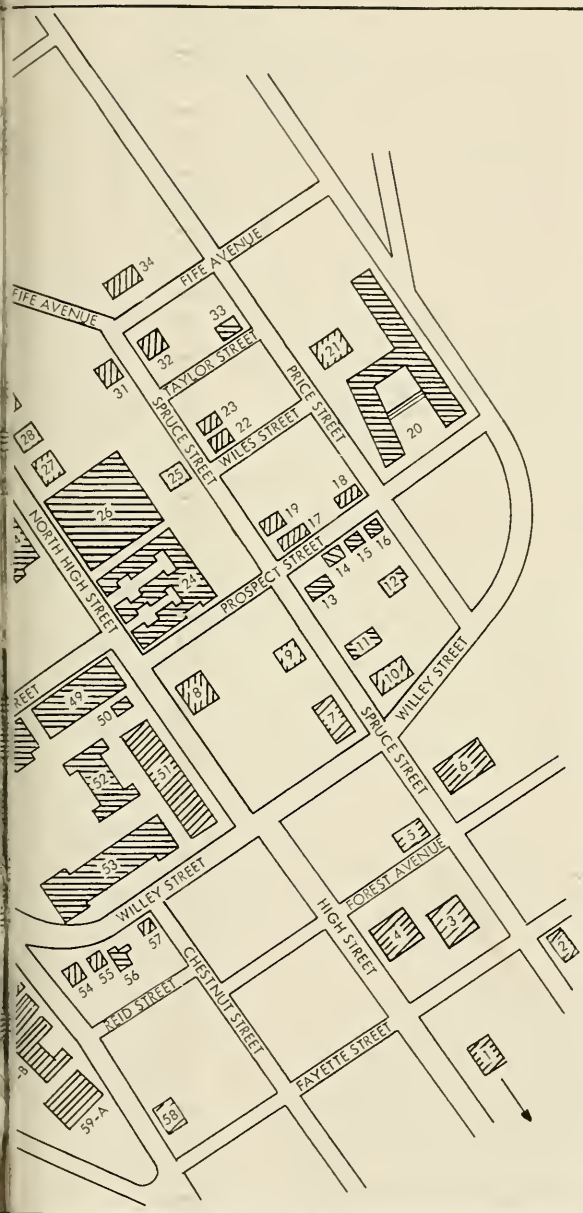 34
FIFE AVENUE
FIFE AVENUE
33
32
TAYLOR STREET
31
21
PRICE STREET
23
22
WILES STREET
SPRUCE STREET
20
28
27
25
18
19
17
26
NORTH HIGH STREET
16
15
14
PROSPECT STREET
24
13
12
11
9
10
8
WILLEY STREET
REET
49
7
SPRUCE STREET
50
51
52
6
53
5
FOREST AVENUE
WILLEY STREET
HIGH STREET
4
3
57
2
56
55
54
CHESTNUT STREET
REID STREET
FAYETTE STREET
1
59-A
58